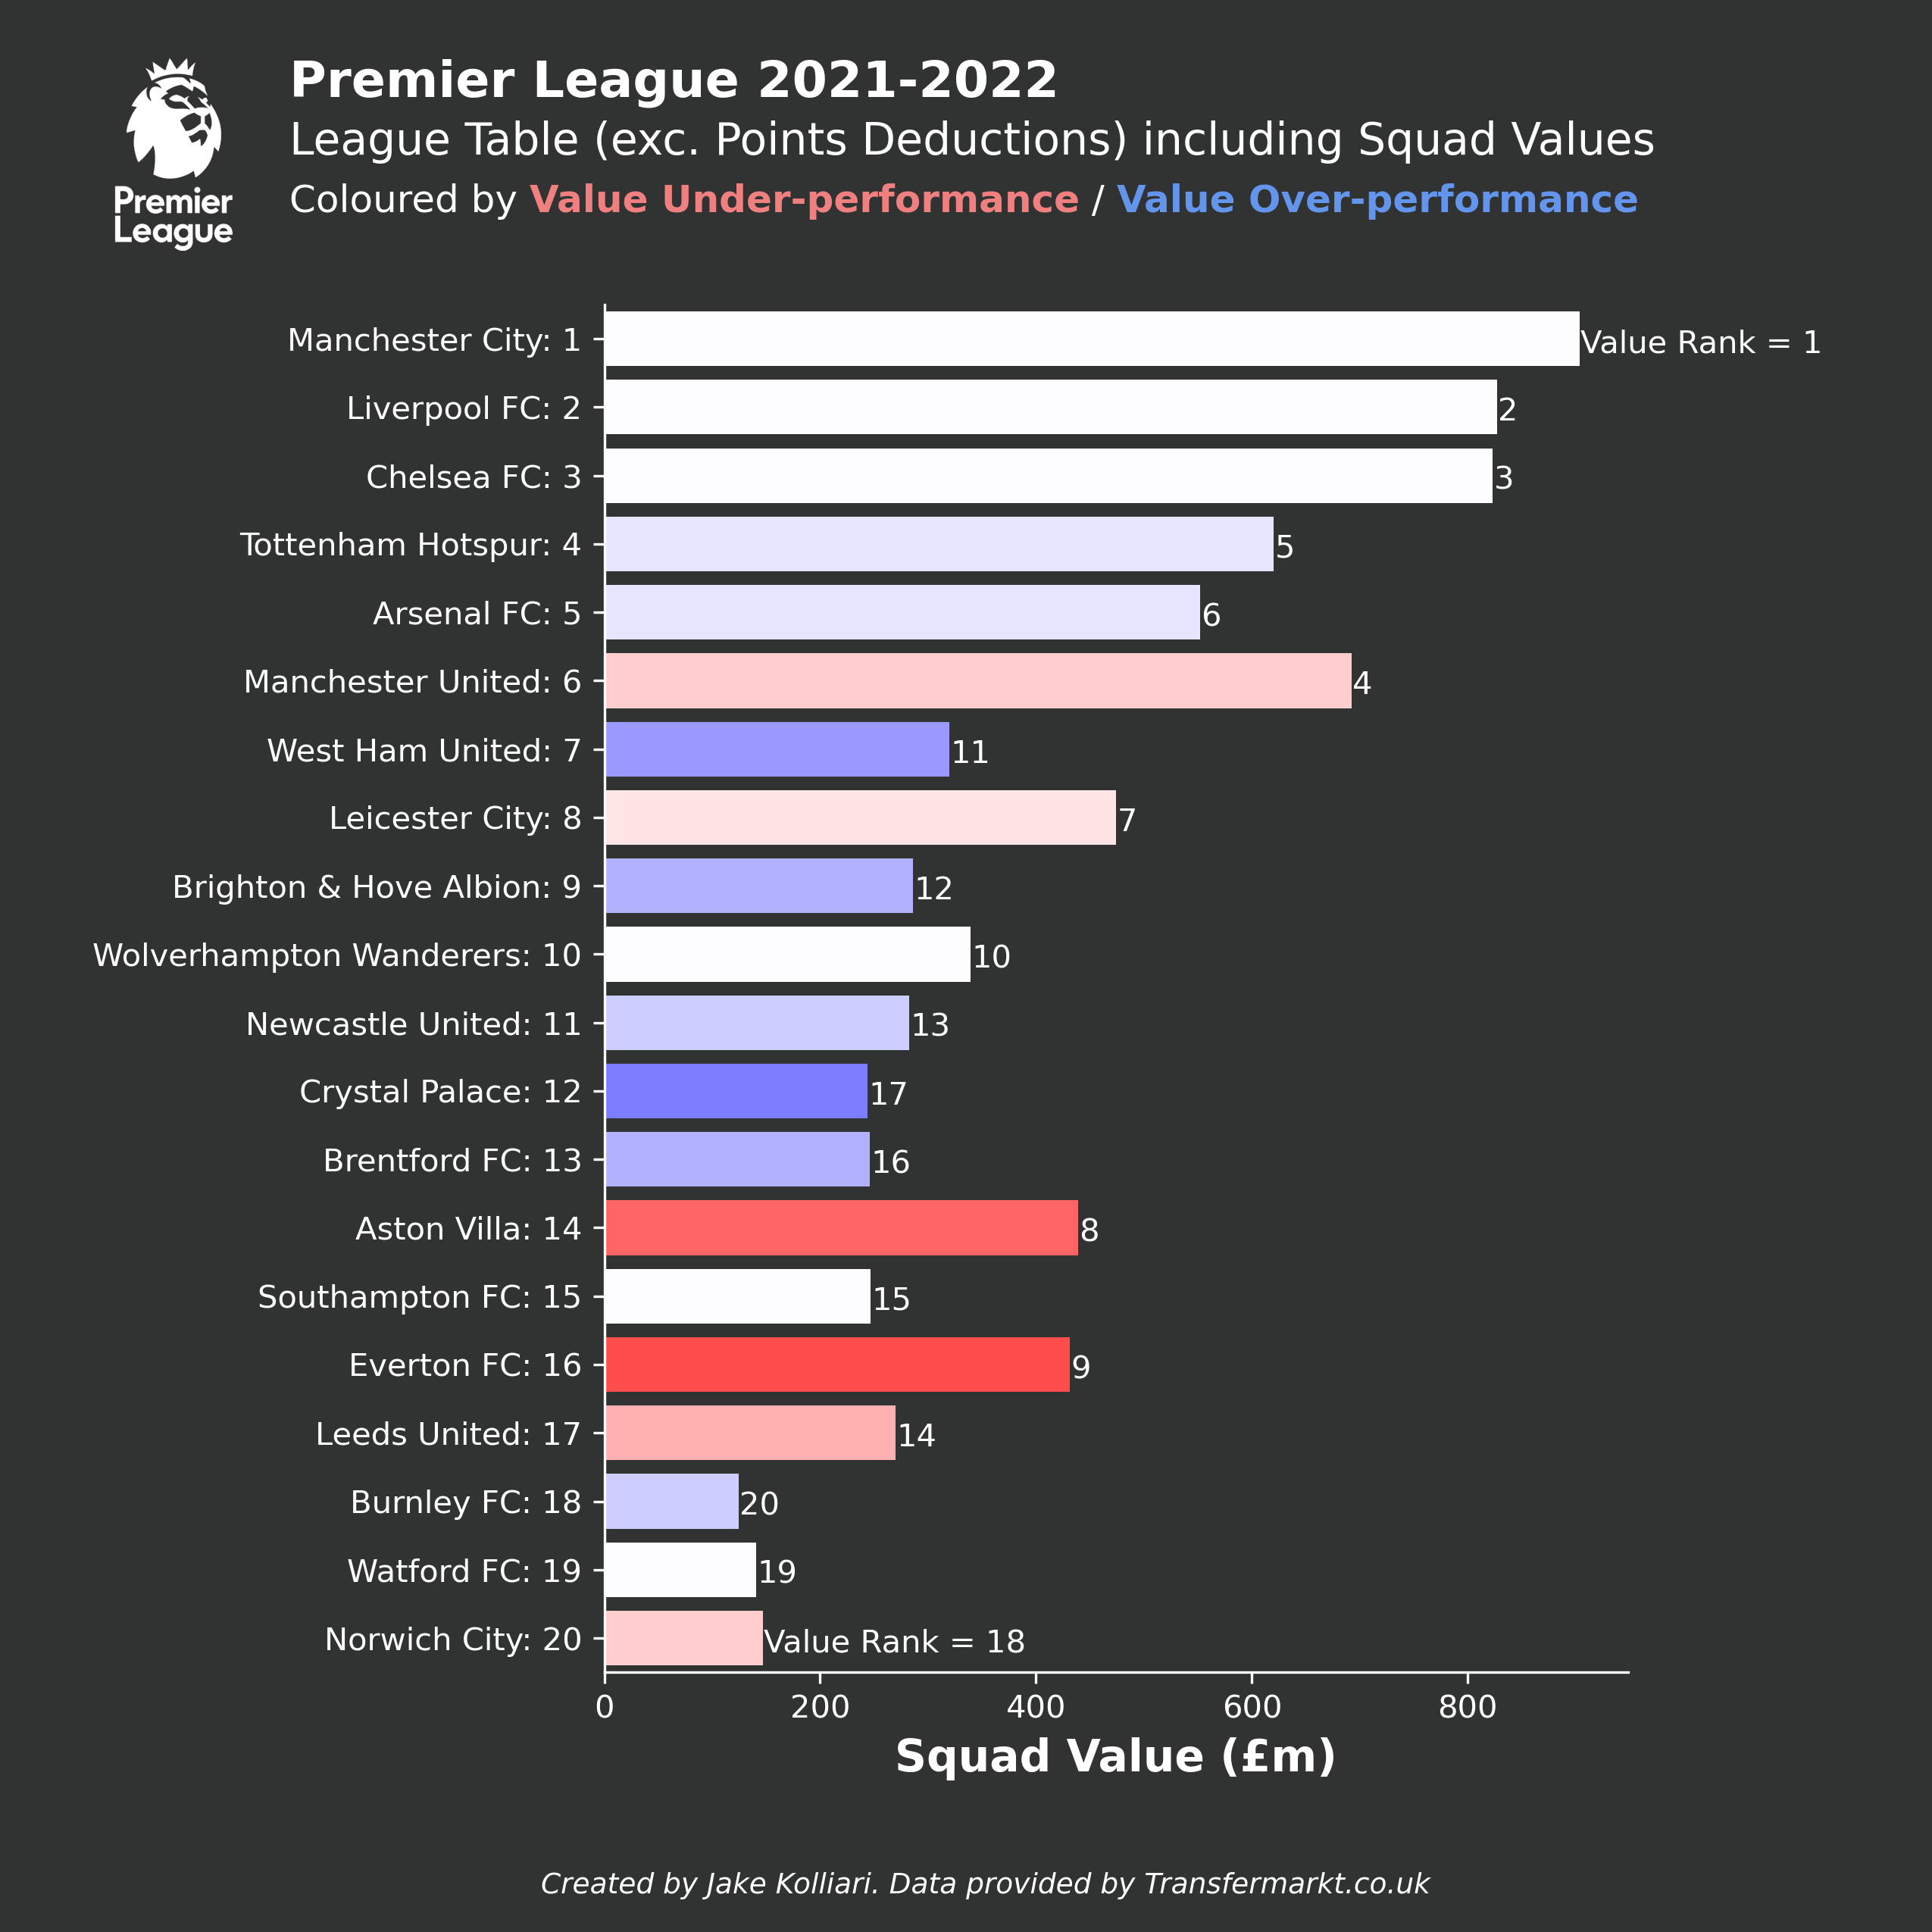 Premier League 2021-2022
League Table (exc. Points Deductions) including Squad Values
Coloured by Value Under-performance / Value Over-performance
Premier
League
Manchester City: 1 Value Rank = 1
Liverpool FC: 2 2
Chelsea FC: 3 3
Tottenham Hotspur: 4 5
Arsenal FC: 5 6
Manchester United: 6 4
West Ham United: 7 11
Leicester City: 8 7
Brighton & Hove Albion: 9 12
Wolverhampton Wanderers: 10 10
Newcastle United: 11 13
Crystal Palace: 12 17
Brentford FC: 13 16
Aston Villa: 14 8
Southampton FC: 15 15
Everton FC: 16 9
Leeds United: 17 14
Burnley FC: 18 20
Watford FC: 19 19
Norwich City: 20 Value Rank = 18
0 200 400 600 800
Squad Value (£m)
Created by Jake Kolliari. Data provided by Transfermarkt.co.uk